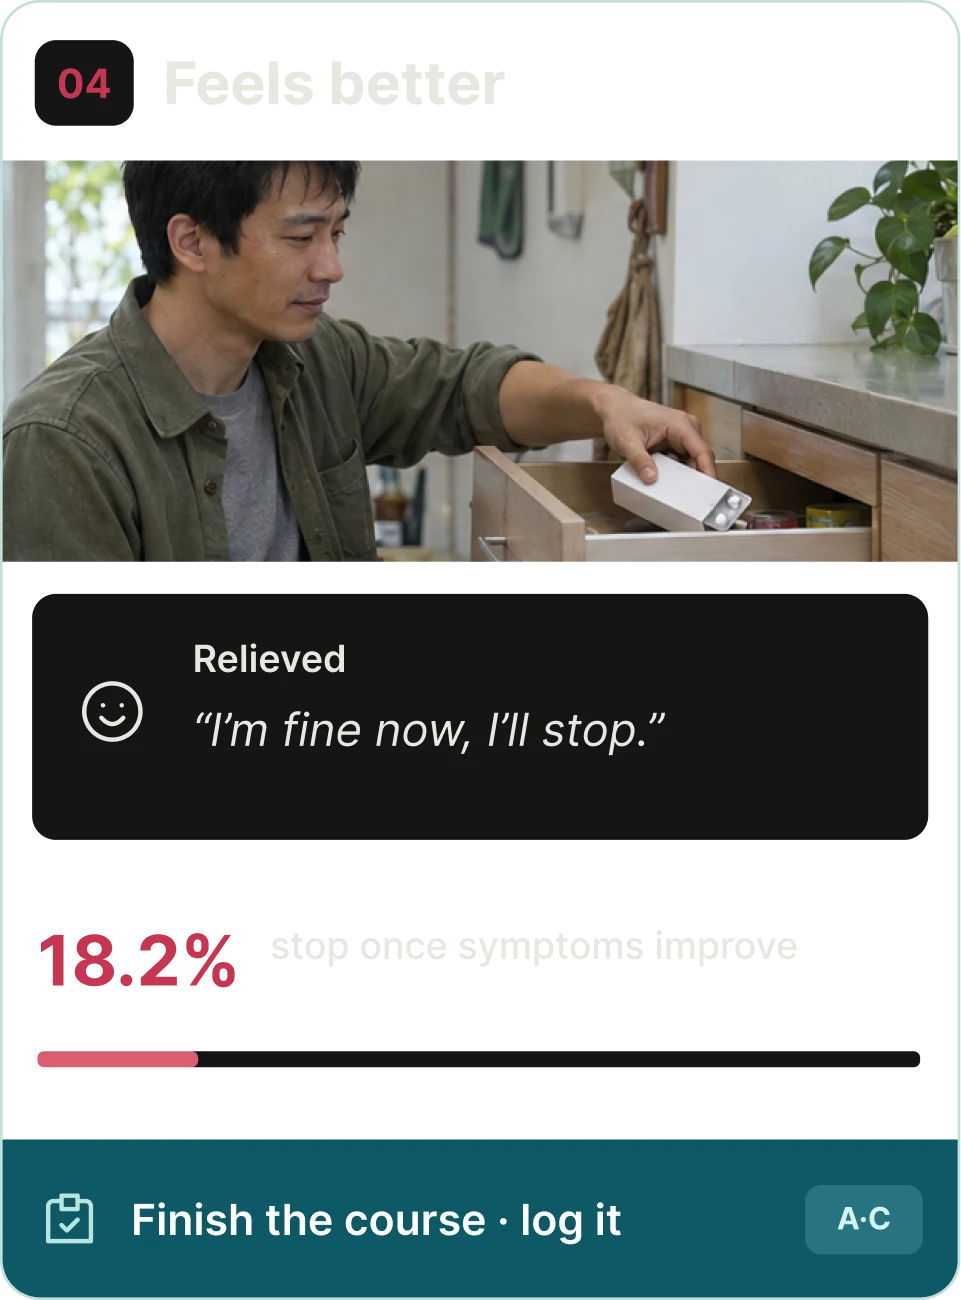 04 Feels better
Relieved
“I’m fine now, I’ll stop.”
18.2% stop once symptoms improve
Finish the course · log it A·C